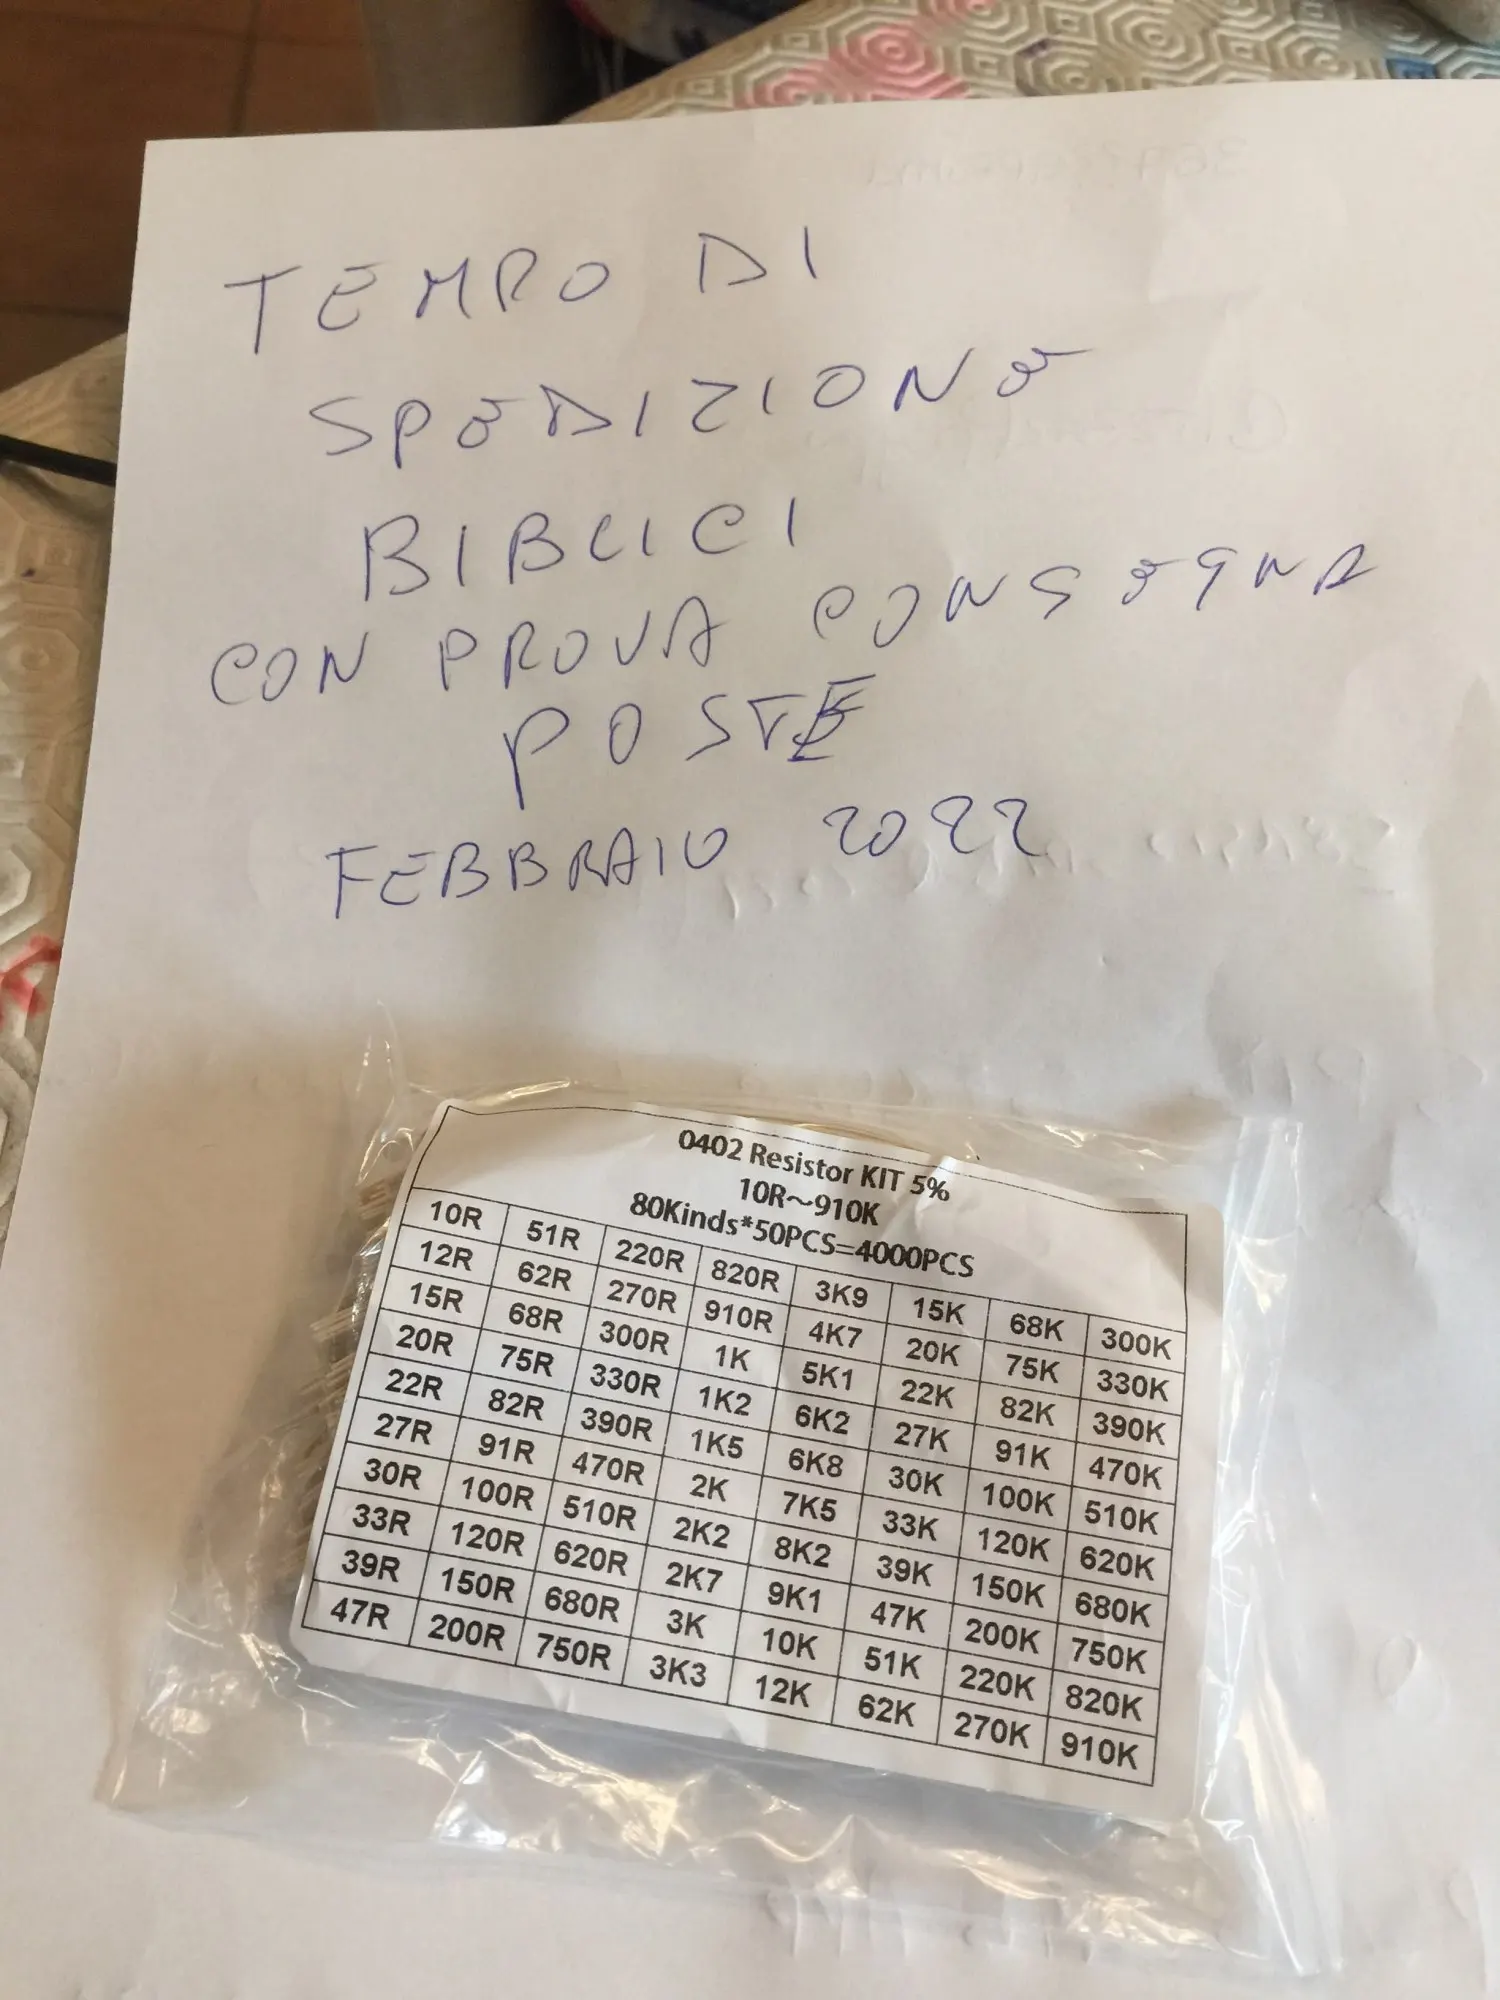 TEMPO DI
SPEDIZIONE
BIBLICI
CON PROVA CONSEGNA
POSTE
FEBBRAIO 2022
0402 Resistor KIT 5%
10R~910K
80Kinds*50PCS=4000PCS
10R 51R 220R 820R 3K9 15K 68K 300K
12R 62R 270R 910R 4K7 20K 75K 330K
15R 68R 300R 1K 5K1 22K 82K 390K
20R 75R 330R 1K2 6K2 27K 91K 470K
22R 82R 390R 1K5 6K8 30K 100K 510K
27R 91R 470R 2K 7K5 33K 120K 620K
30R 100R 510R 2K2 8K2 39K 150K 680K
33R 120R 620R 2K7 9K1 47K 200K 750K
39R 150R 680R 3K 10K 51K 220K 820K
47R 200R 750R 3K3 12K 62K 270K 910K